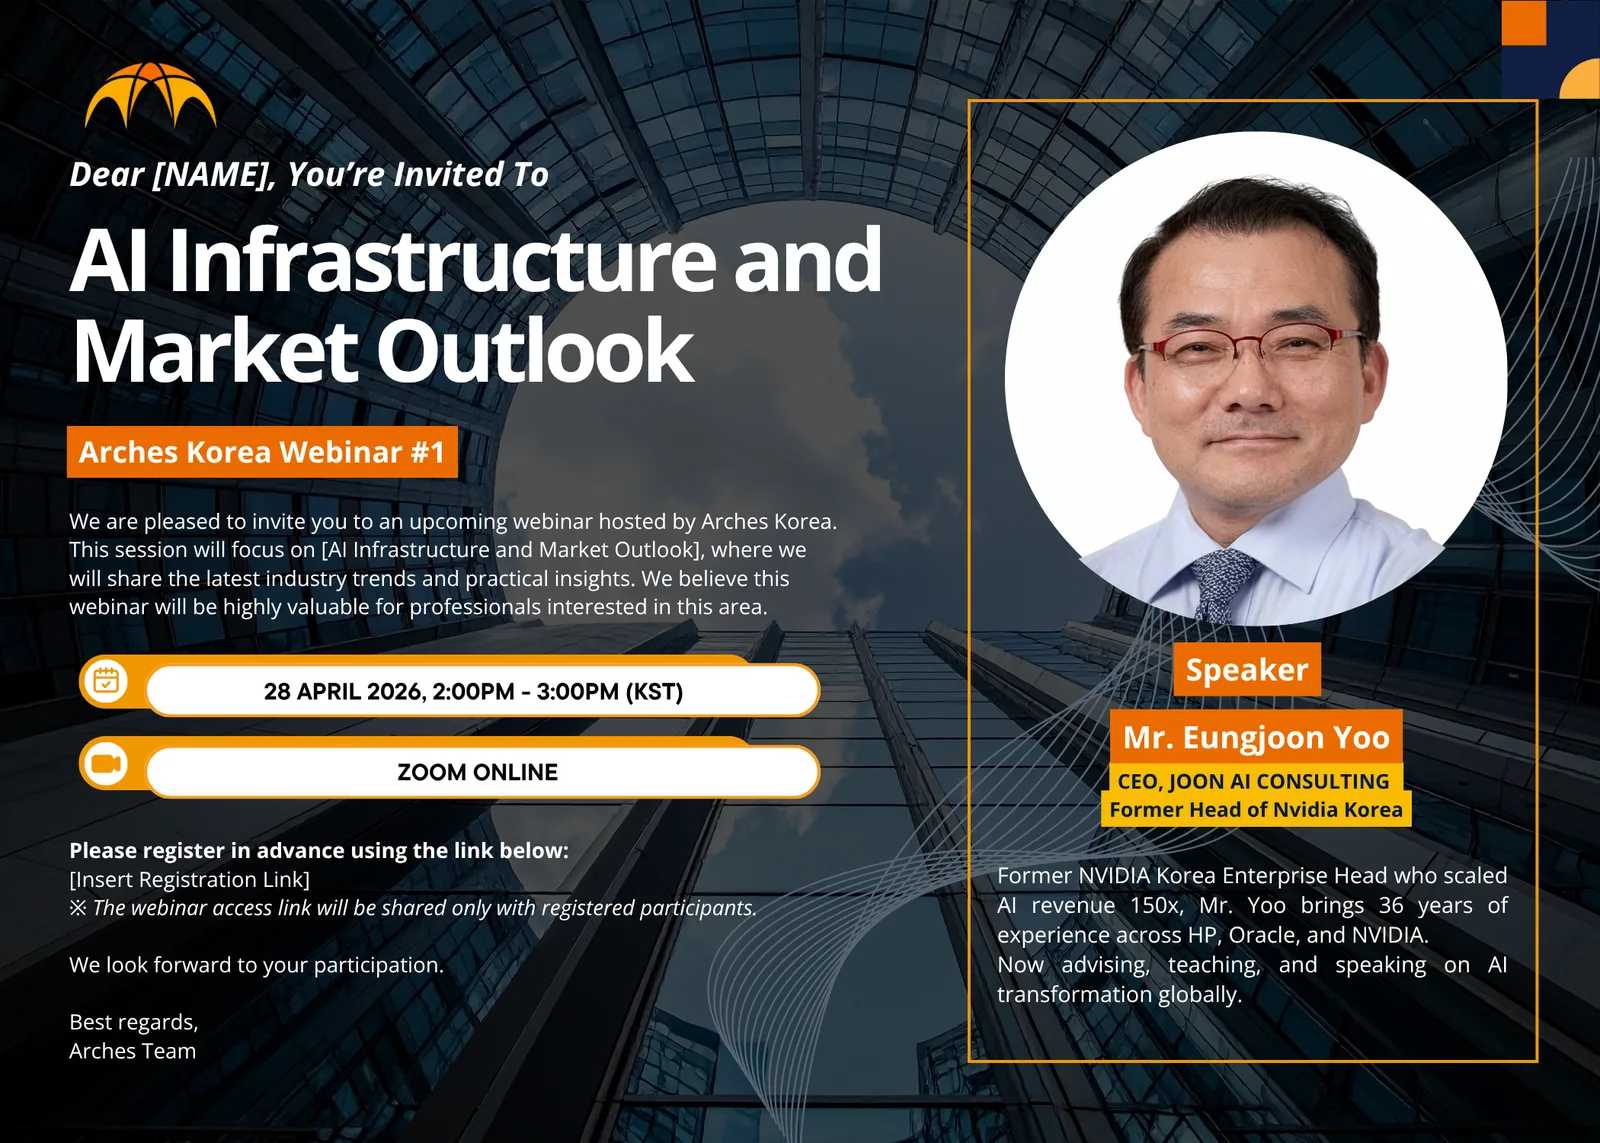 Dear [NAME], You’re Invited To
AI Infrastructure and
Market Outlook
Arches Korea Webinar #1
We are pleased to invite you to an upcoming webinar hosted by Arches Korea.
This session will focus on [AI Infrastructure and Market Outlook], where we
will share the latest industry trends and practical insights. We believe this
webinar will be highly valuable for professionals interested in this area.
28 APRIL 2026, 2:00PM - 3:00PM (KST)
ZOOM ONLINE
Please register in advance using the link below:
[Insert Registration Link]
※ The webinar access link will be shared only with registered participants.
We look forward to your participation.
Best regards,
Arches Team
Speaker
Mr. Eungjoon Yoo
CEO, JOON AI CONSULTING
Former Head of Nvidia Korea
Former NVIDIA Korea Enterprise Head who scaled
AI revenue 150x, Mr. Yoo brings 36 years of
experience across HP, Oracle, and NVIDIA.
Now advising, teaching, and speaking on AI
transformation globally.